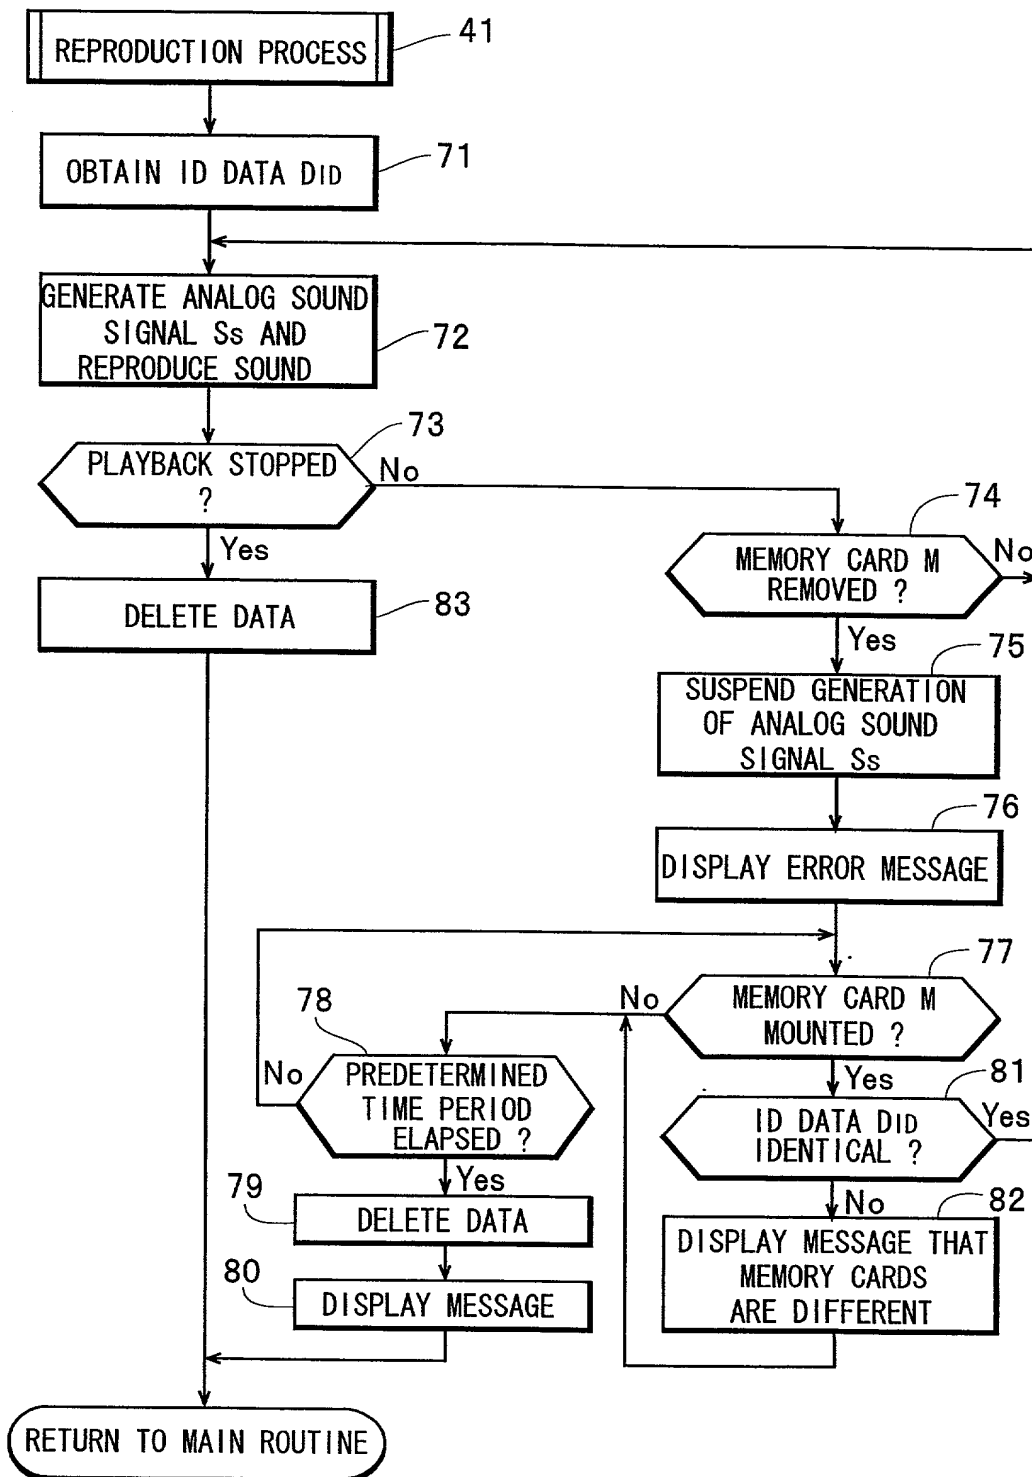 REPRODUCTION PROCESS
41
OBTAIN ID DATA DID
71
GENERATE ANALOG SOUND
SIGNAL Ss AND
REPRODUCE SOUND
72
PLAYBACK STOPPED
?
73
No
Yes
DELETE DATA
83
MEMORY CARD M
REMOVED ?
74
No
Yes
SUSPEND GENERATION
OF ANALOG SOUND
SIGNAL Ss
75
DISPLAY ERROR MESSAGE
76
MEMORY CARD M
MOUNTED ?
77
No
Yes
PREDETERMINED
TIME PERIOD
ELAPSED ?
78
No
Yes
ID DATA DID
IDENTICAL ?
81
Yes
No
DELETE DATA
79
DISPLAY MESSAGE
80
DISPLAY MESSAGE THAT
MEMORY CARDS
ARE DIFFERENT
82
RETURN TO MAIN ROUTINE